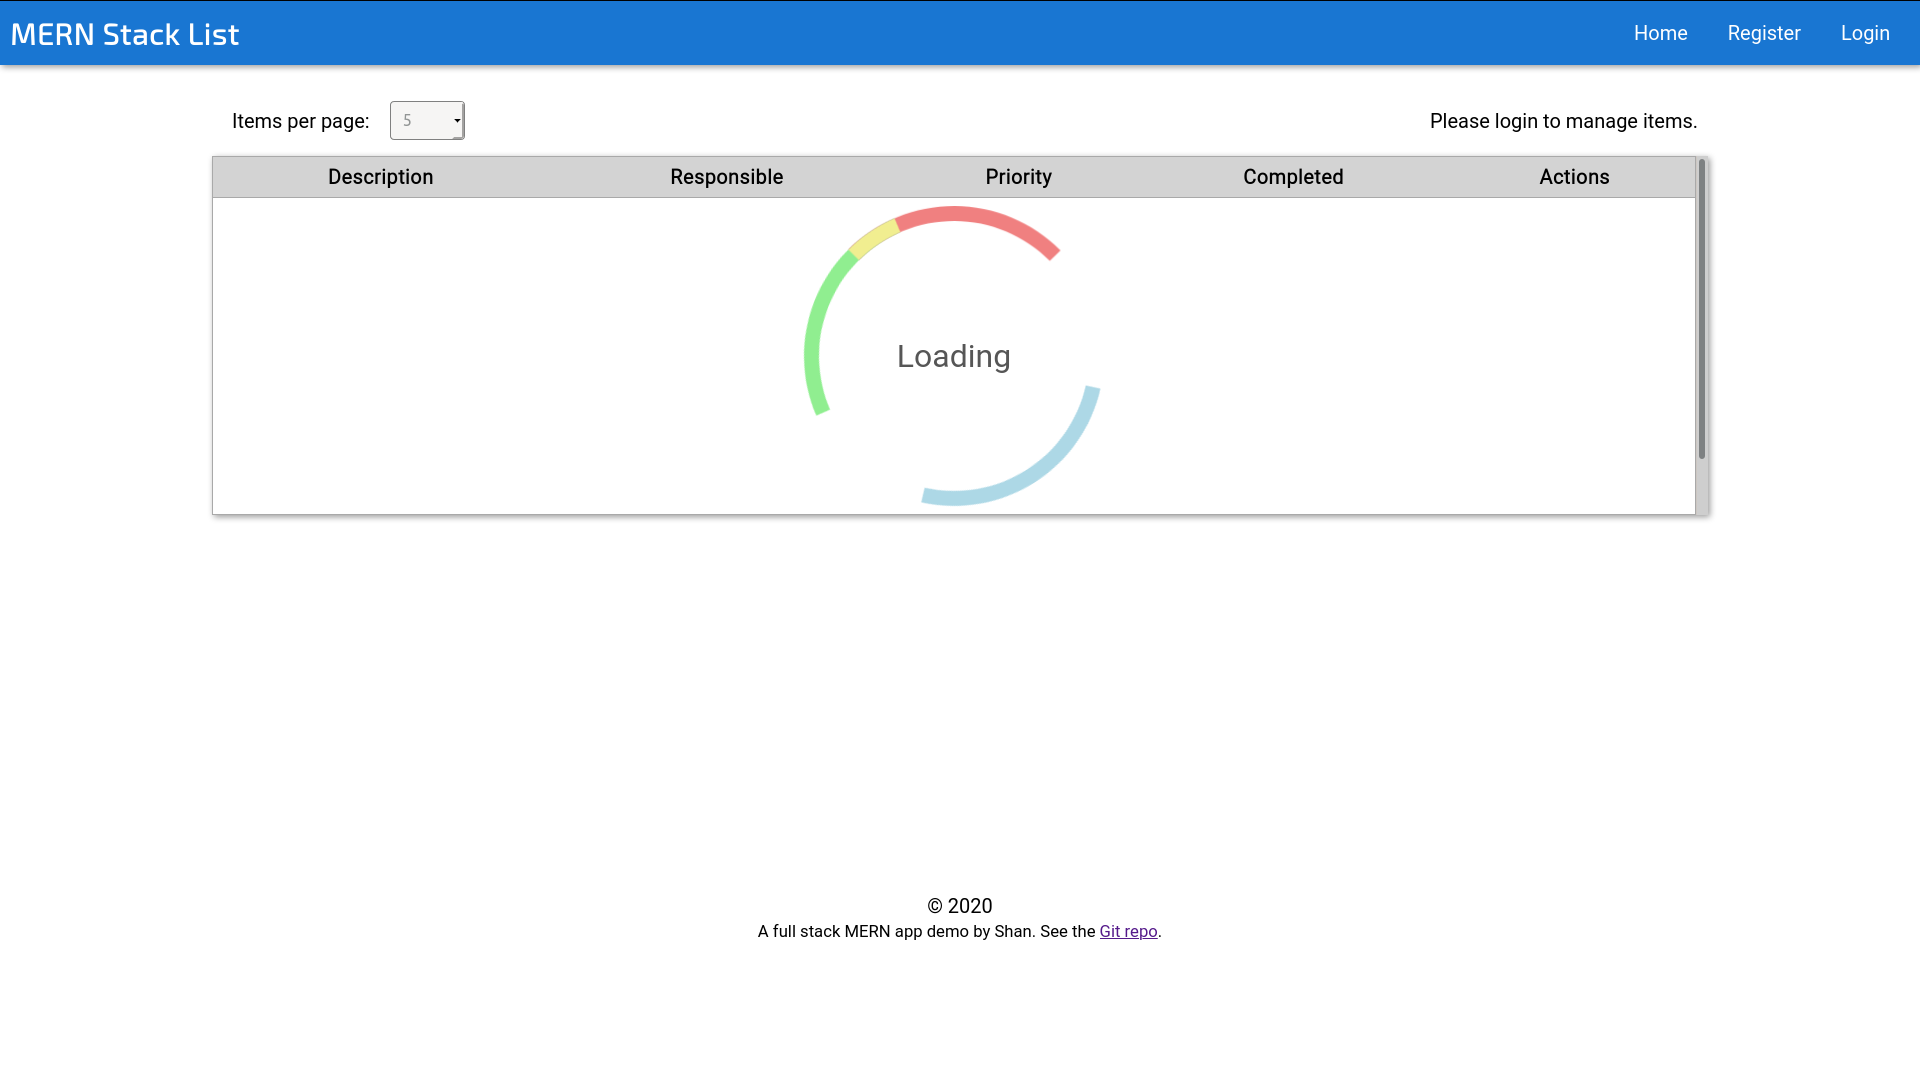 MERN Stack List
Home Register Login
Items per page: 5
Please login to manage items.
Description Responsible Priority Completed Actions
Loading
© 2020
A full stack MERN app demo by Shan. See the Git repo.